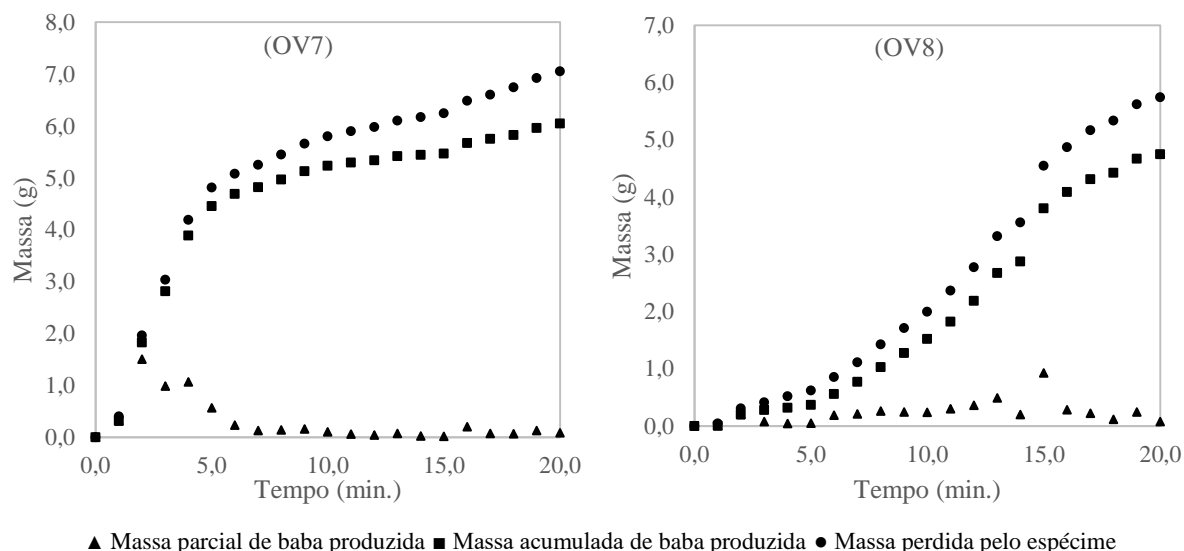 (OV7)
8,0
7,0
6,0
5,0
4,0
3,0
2,0
1,0
0,0
Massa (g)
0,0 5,0 10,0 15,0 20,0
Tempo (min.)
(OV8)
7,0
6,0
5,0
4,0
3,0
2,0
1,0
0,0
Massa (g)
0,0 5,0 10,0 15,0 20,0
Tempo (min.)
▲ Massa parcial de baba produzida ■ Massa acumulada de baba produzida ● Massa perdida pelo espécime